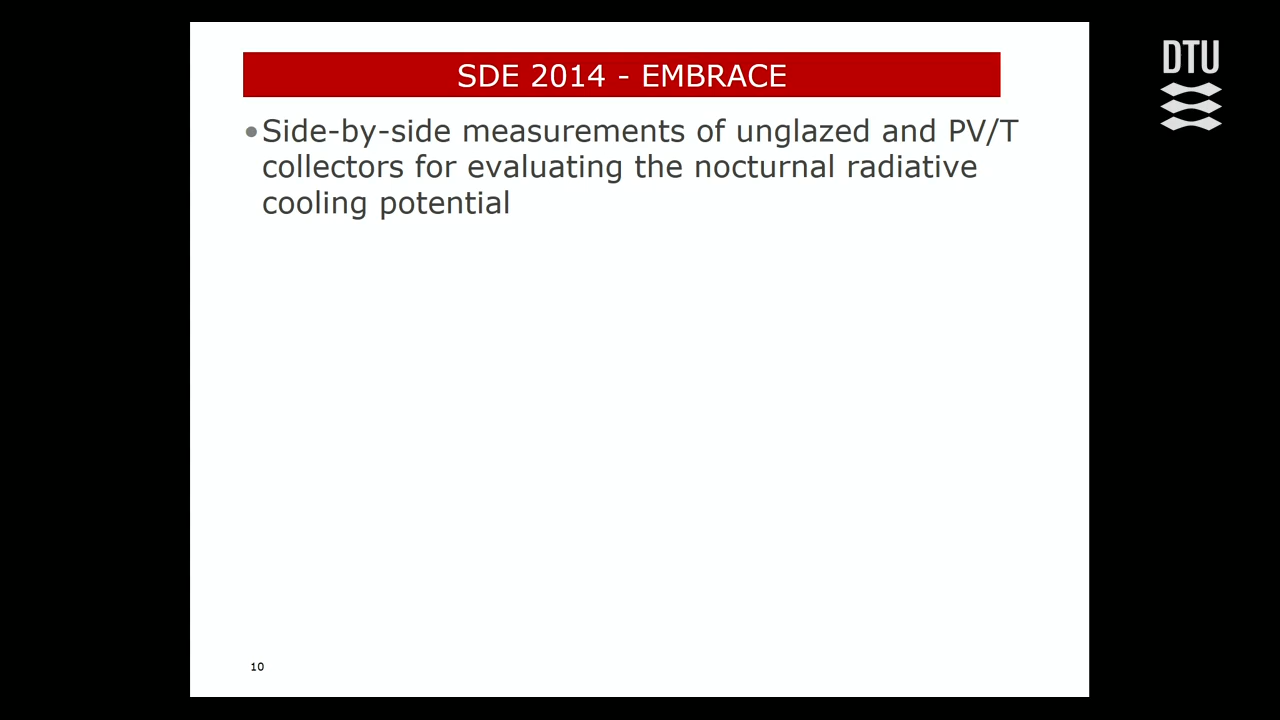 SDE 2014 - EMBRACE
DTU
•Side-by-side measurements of unglazed and PV/T
collectors for evaluating the nocturnal radiative
cooling potential
10